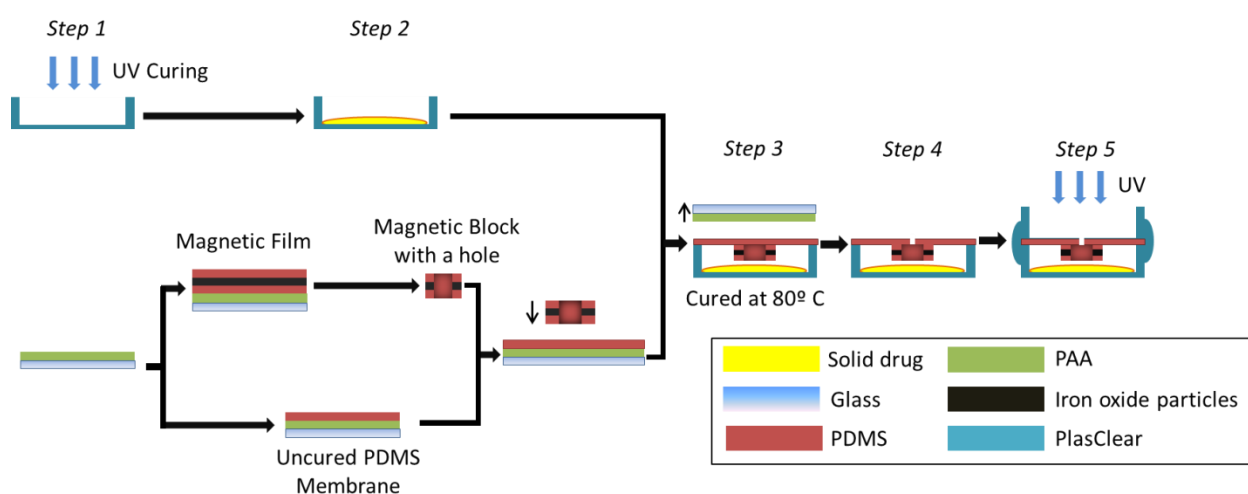 Step 1
Step 2
UV Curing
Step 3
Step 4
Step 5
UV
Magnetic Film
Magnetic Block
with a hole
Cured at 80º C
Uncured PDMS
Membrane
Solid drug
PAA
Glass
Iron oxide particles
PDMS
PlasClear